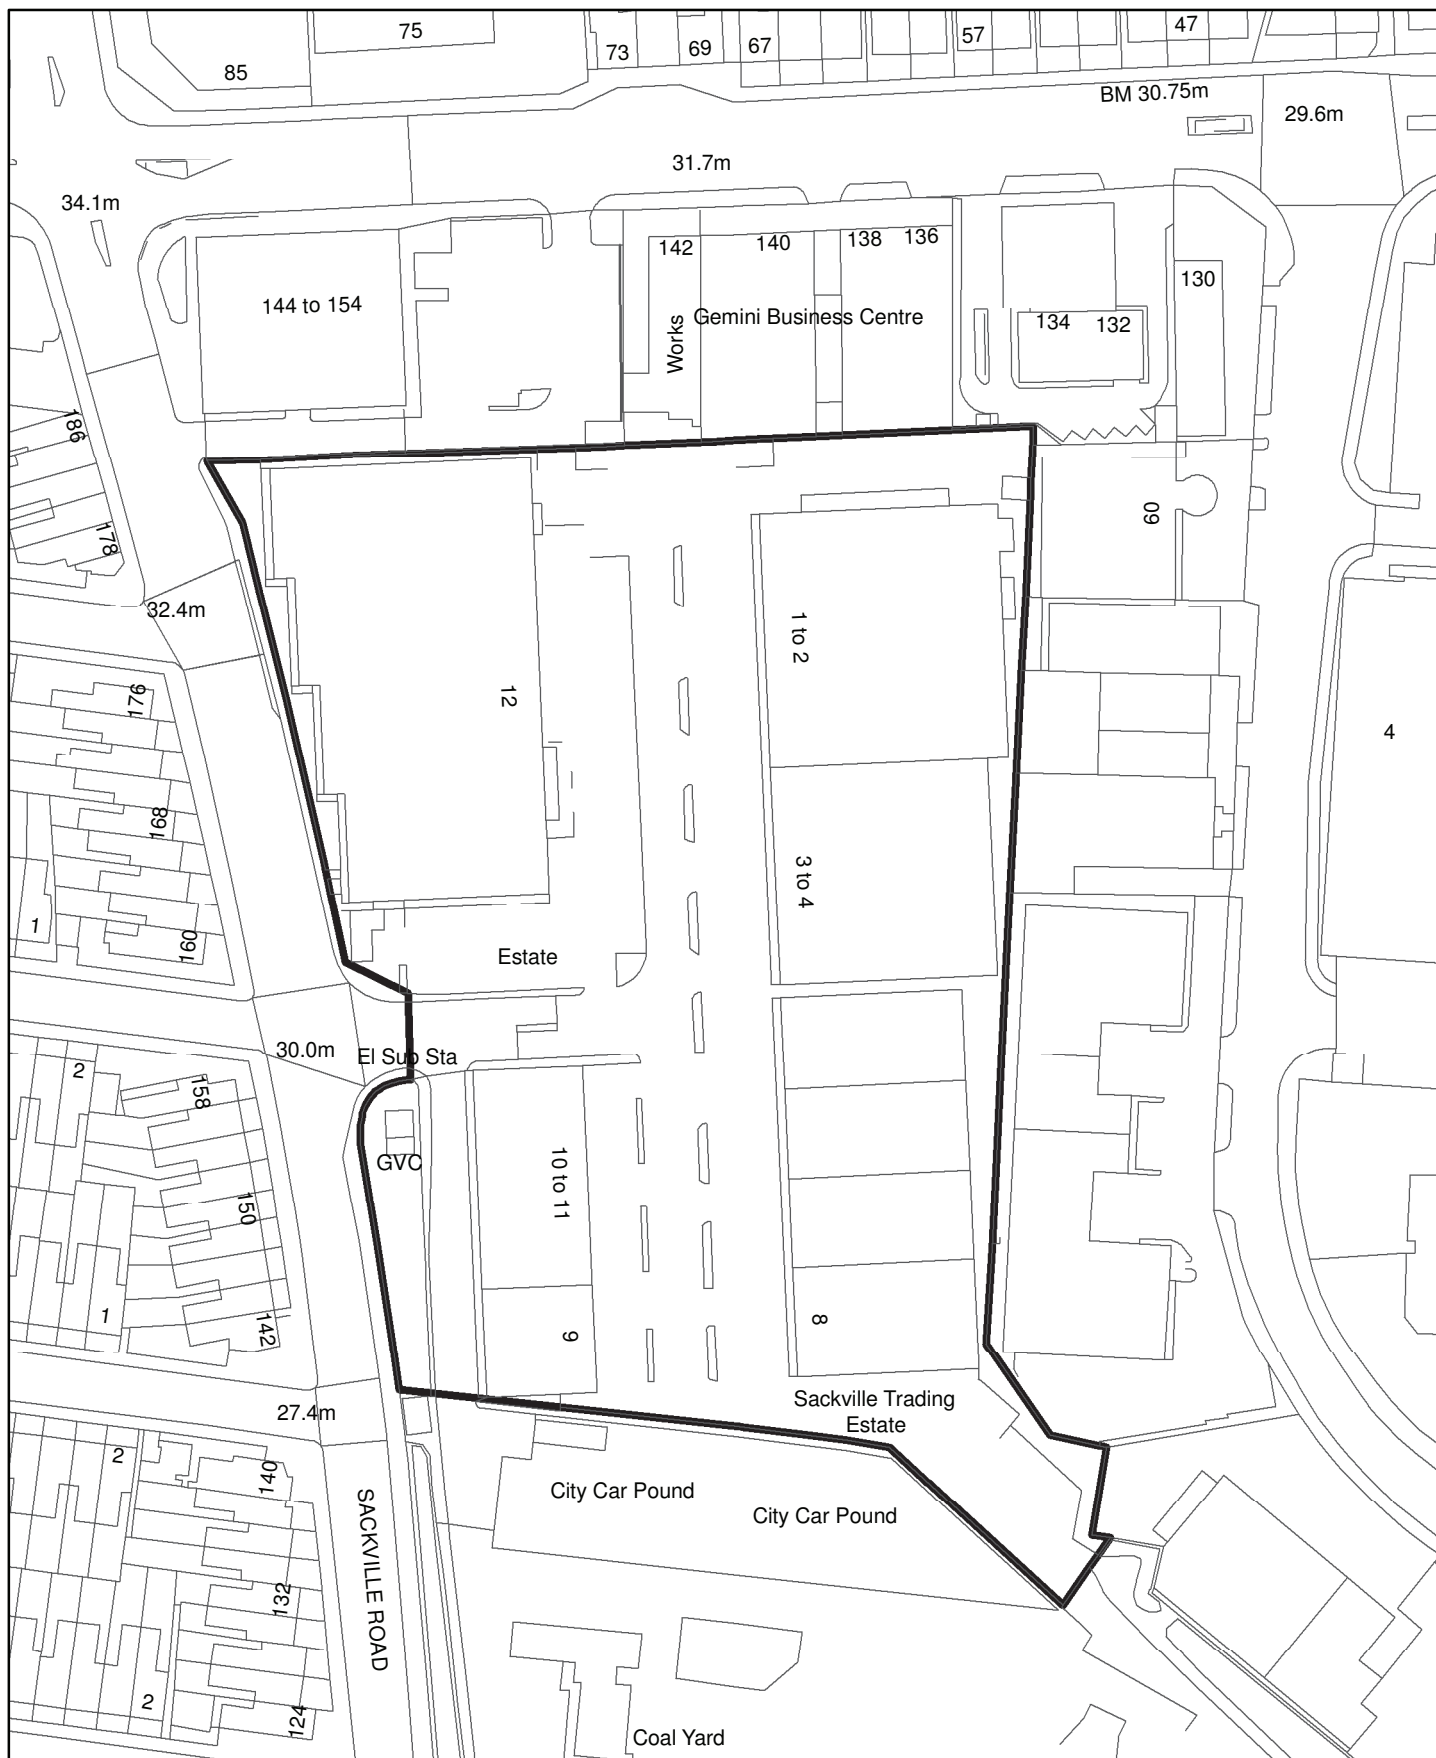 75
85
73
69
67
57
47
BM 30.75m
29.6m
31.7m
34.1m
142
140
138
136
130
144 to 154
Works
Gemini Business Centre
134
132
186
178
60
32.4m
1 to 2
176
12
4
168
3 to 4
1
160
Estate
30.0m
El Sub Sta
2
158
GVC
10 to 11
150
1
142
9
8
27.4m
Sackville Trading
Estate
2
140
City Car Pound
City Car Pound
SACKVILLE ROAD
132
2
124
Coal Yard